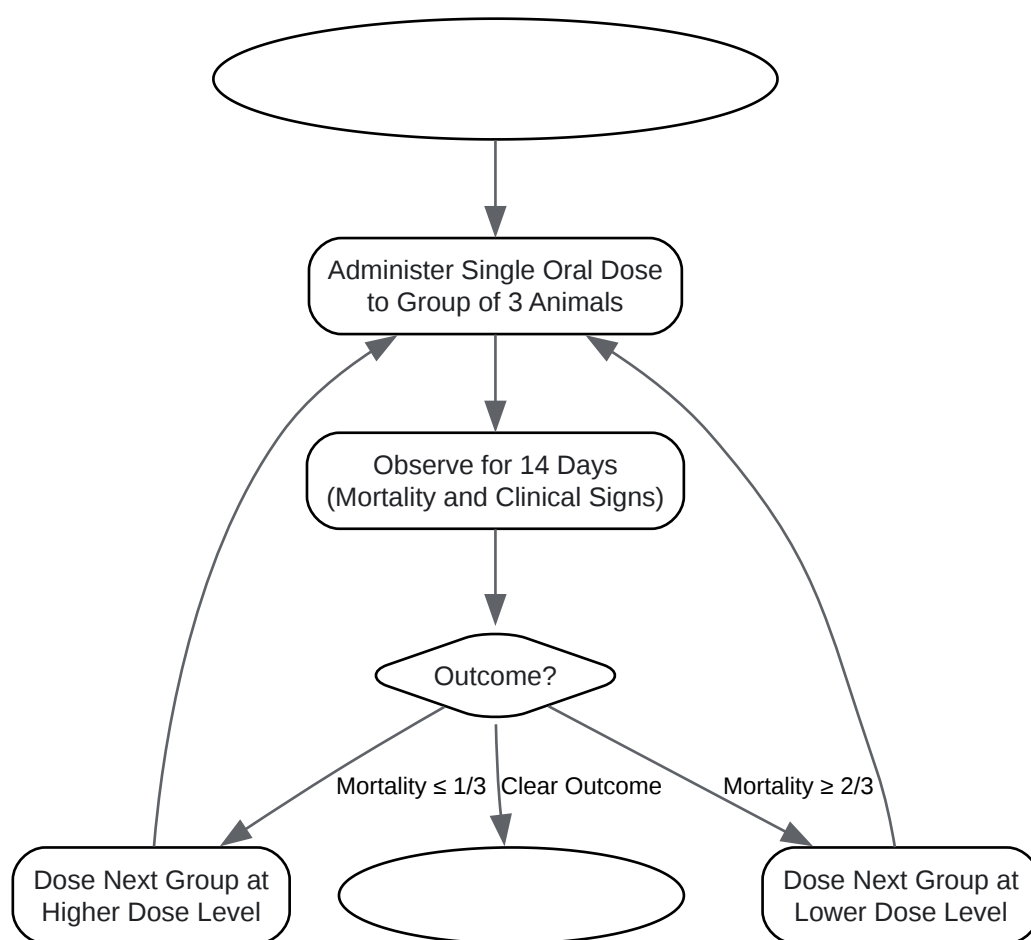 Administer Single Oral Dose
to Group of 3 Animals
Observe for 14 Days
(Mortality and Clinical Signs)
Outcome?
Mortality ≤ 1/3
Clear Outcome
Mortality ≥ 2/3
Dose Next Group at
Higher Dose Level
Dose Next Group at
Lower Dose Level